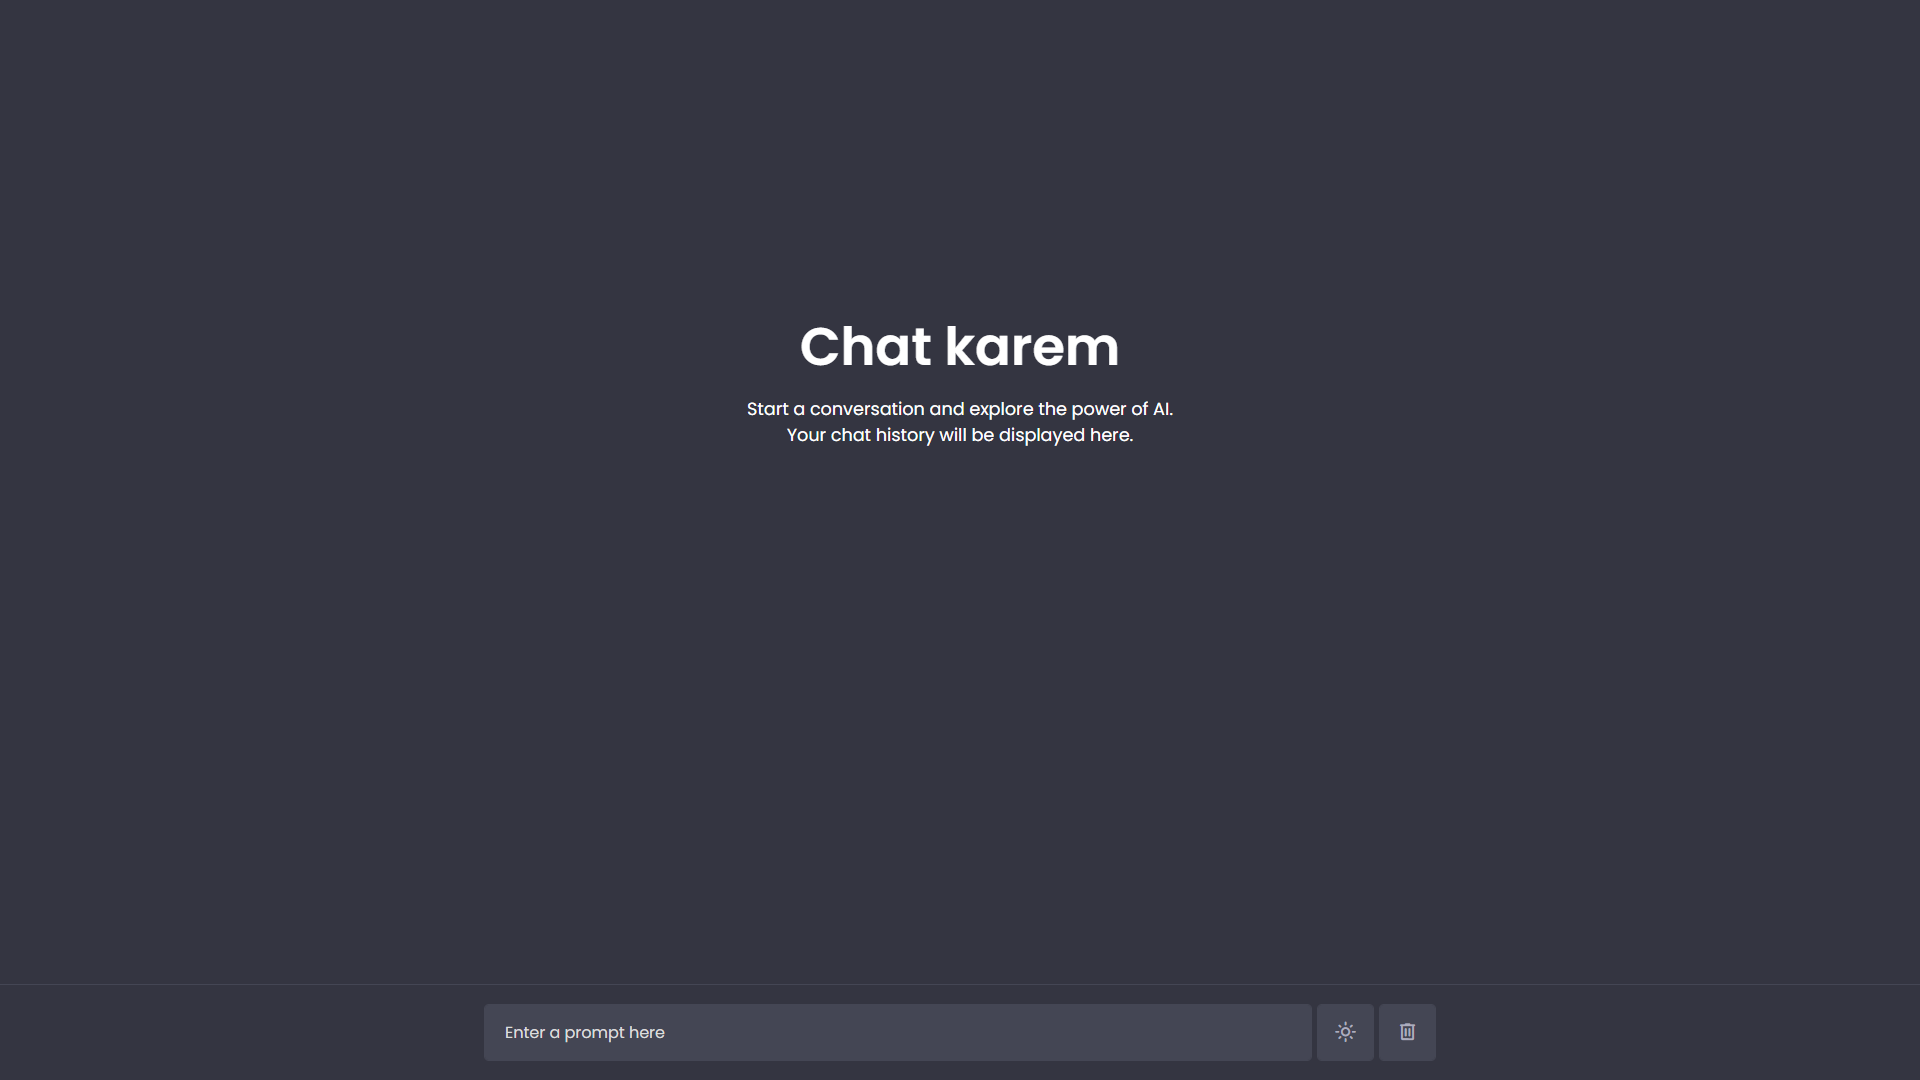 Chat karem
Start a conversation and explore the power of AI.
Your chat history will be displayed here.
Enter a prompt here